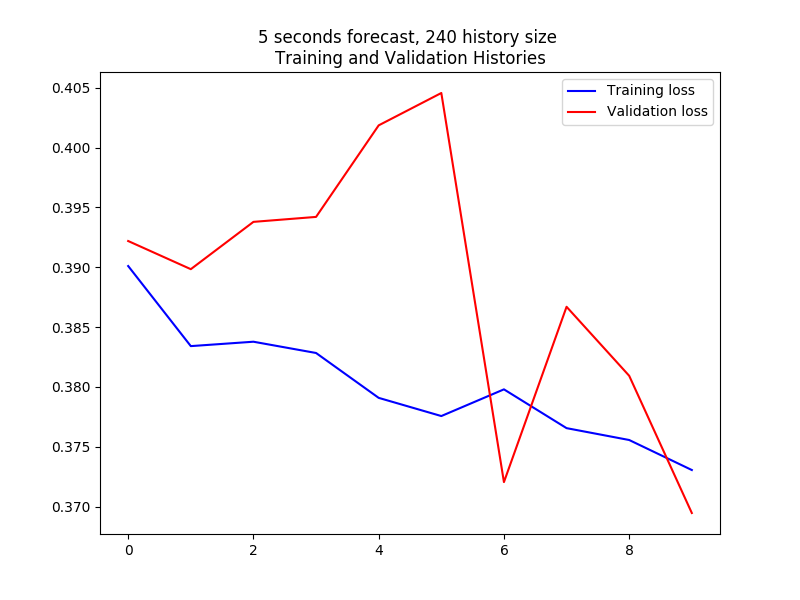 5 seconds forecast, 240 history size
Training and Validation Histories
Training loss
Validation loss
0.405
0.400
0.395
0.390
0.385
0.380
0.375
0.370
0 2 4 6 8